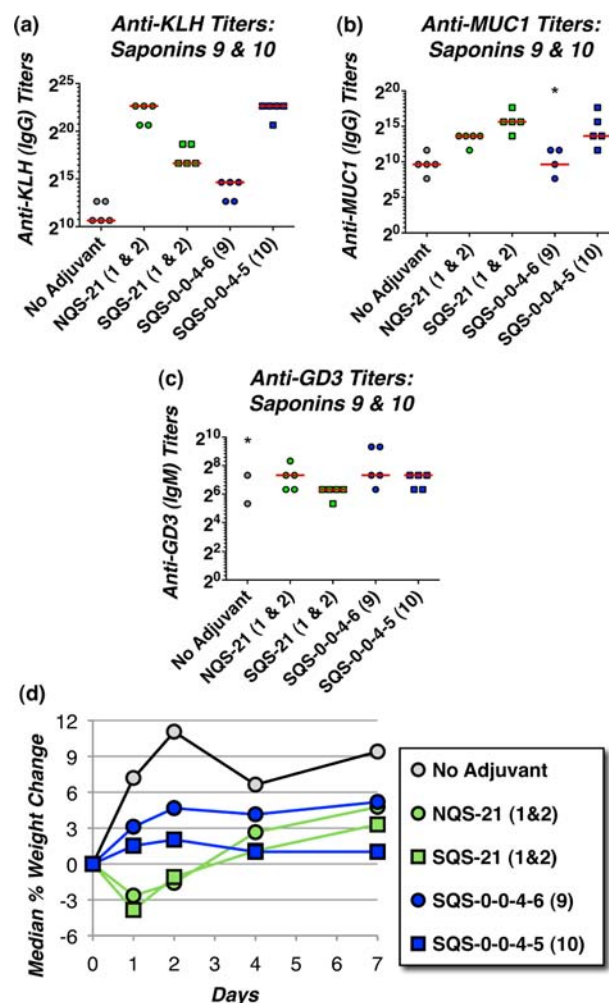 (a)
Anti-KLH Titers:
Saponins 9 & 10
Anti-KLH (IgG) Titers
2^25
2^20
2^15
2^10
No Adjuvant
NQS-21 (1 & 2)
SQS-21 (1 & 2)
SQS-0-0-4-6 (9)
SQS-0-0-4-5 (10)
(b)
Anti-MUC1 Titers:
Saponins 9 & 10
Anti-MUC1 (IgG) Titers
2^20
2^15
2^10
2^5
2^0
*
No Adjuvant
NQS-21 (1 & 2)
SQS-21 (1 & 2)
SQS-0-0-4-6 (9)
SQS-0-0-4-5 (10)
(c)
Anti-GD3 Titers:
Saponins 9 & 10
Anti-GD3 (IgM) Titers
2^10
2^8
2^6
2^4
2^2
2^0
*
No Adjuvant
NQS-21 (1 & 2)
SQS-21 (1 & 2)
SQS-0-0-4-6 (9)
SQS-0-0-4-5 (10)
(d)
Median % Weight Change
12
9
6
3
0
-3
-6
0 1 2 3 4 5 6 7
Days
No Adjuvant
NQS-21 (1&2)
SQS-21 (1&2)
SQS-0-0-4-6 (9)
SQS-0-0-4-5 (10)